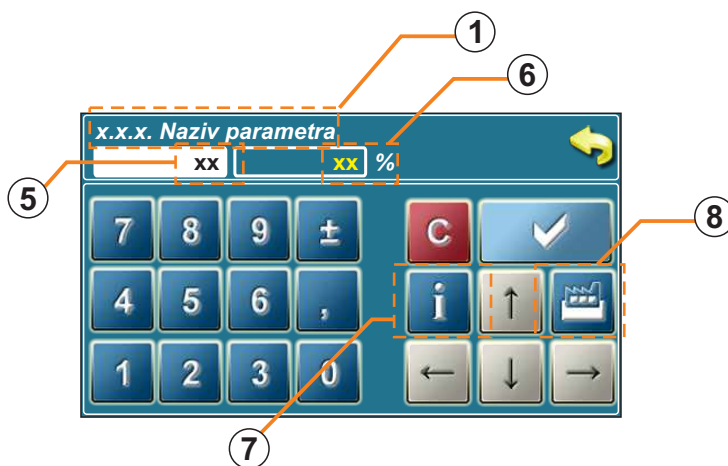 1
6
x.x.x. Naziv parametra
xx xx %
5
8
7 8 9 ± C
4 5 6 , i ↑
1 2 3 0 ← ↓ →
7